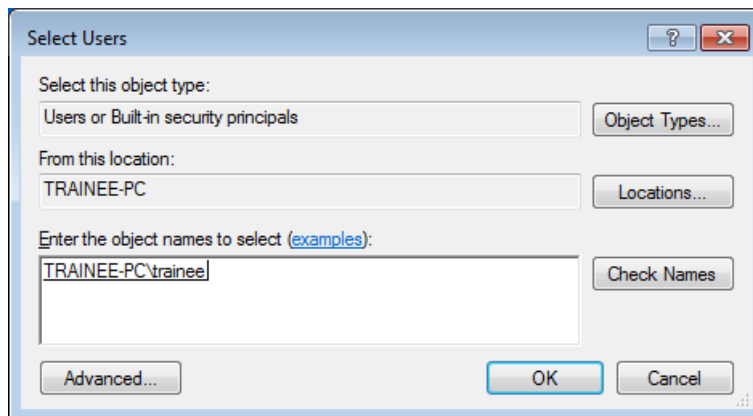 Select Users
Select this object type:
Users or Built-in security principals
Object Types...
From this location:
TRAINEE-PC
Locations...
Enter the object names to select (examples):
TRAINEE-PC\trainee
Check Names
Advanced...
OK
Cancel